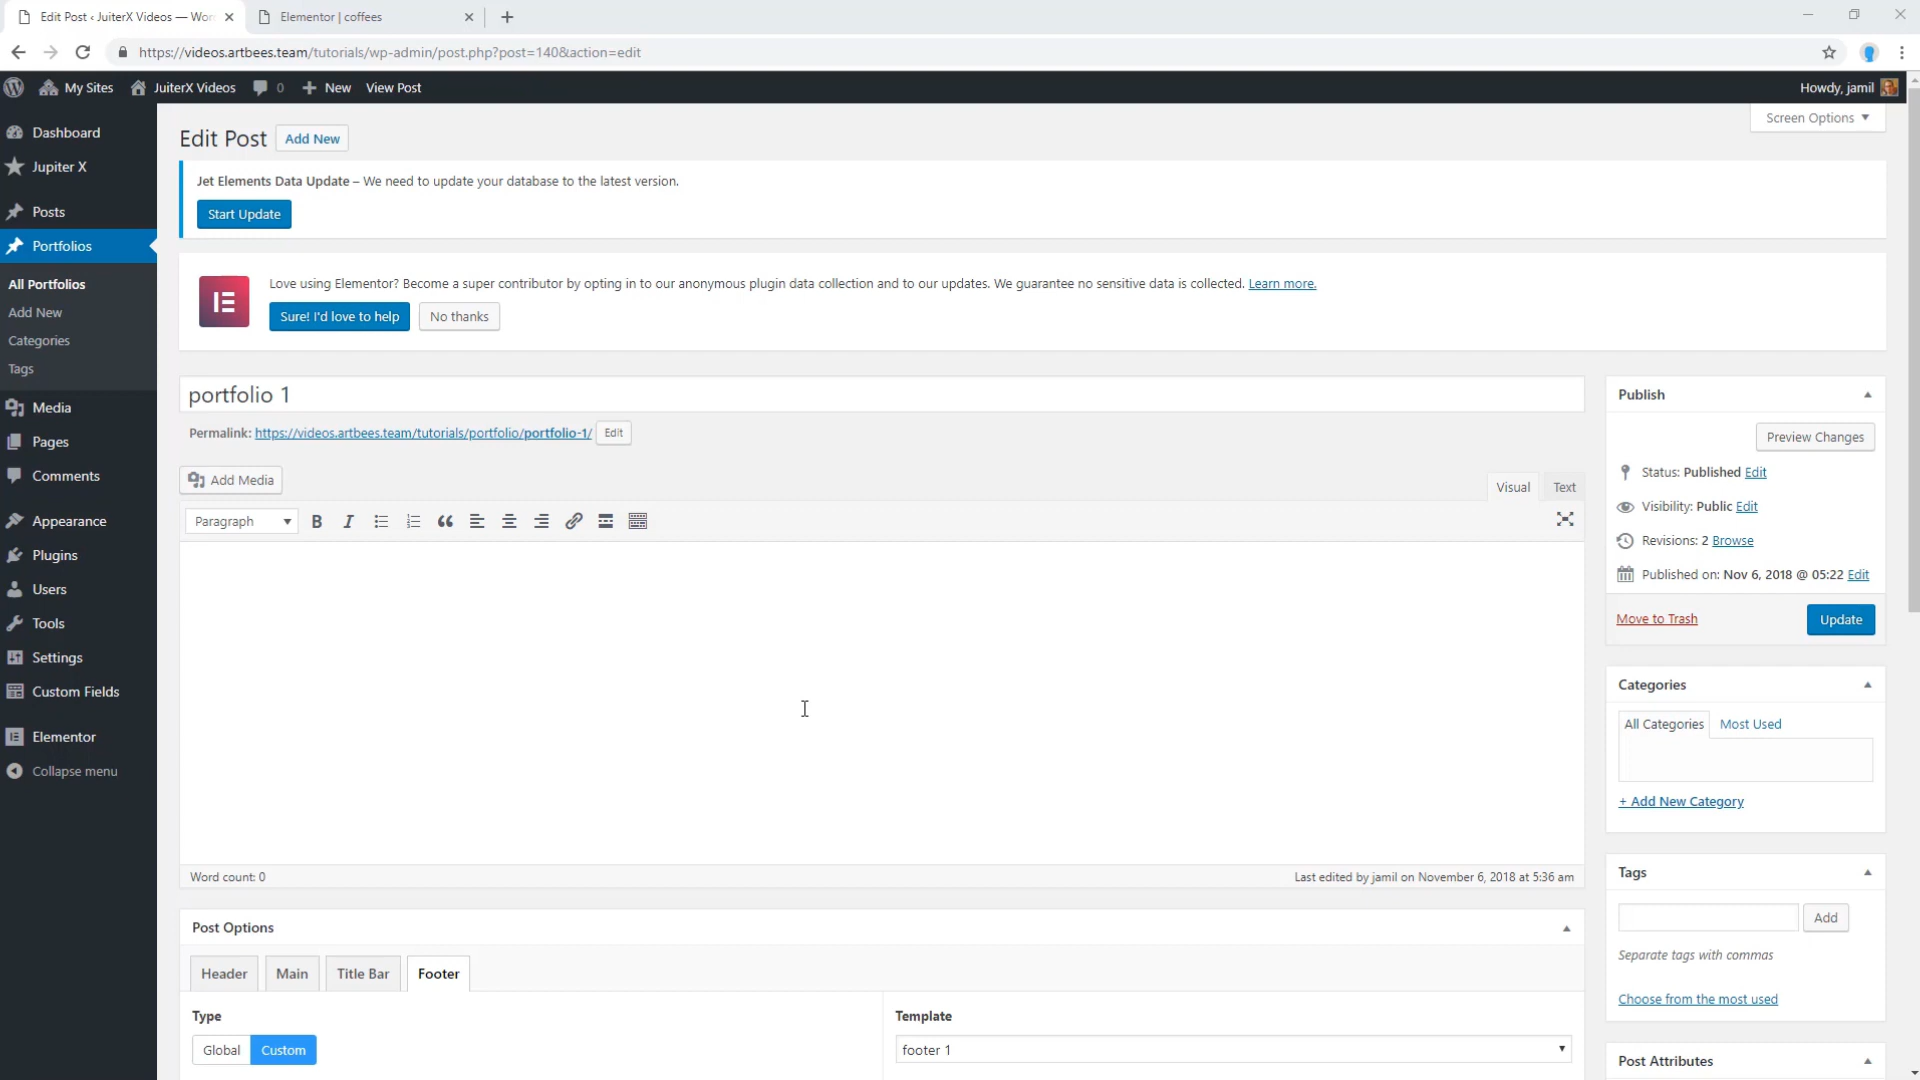 Edit Post ‹ JuiterX Videos — Wor
Elementor | coffees
https://videos.artbees.team/tutorials/wp-admin/post.php?post=140&action=edit
My Sites
JuiterX Videos
0
New
View Post
Howdy, jamil
Screen Options
Dashboard
Jupiter X
Posts
Portfolios
All Portfolios
Add New
Categories
Tags
Media
Pages
Comments
Appearance
Plugins
Users
Tools
Settings
Custom Fields
Elementor
Collapse menu
Edit Post
Add New
Jet Elements Data Update – We need to update your database to the latest version.
Start Update
Love using Elementor? Become a super contributor by opting in to our anonymous plugin data collection and to our updates. We guarantee no sensitive data is collected. Learn more.
Sure! I'd love to help
No thanks
portfolio 1
Permalink: https://videos.artbees.team/tutorials/portfolio/portfolio-1/ Edit
Add Media
Visual
Text
Paragraph
Word count: 0
Last edited by jamil on November 6, 2018 at 5:36 am
Post Options
Header
Main
Title Bar
Footer
Type
Global
Custom
Template
footer 1
Publish
Preview Changes
Status: Published Edit
Visibility: Public Edit
Revisions: 2 Browse
Published on: Nov 6, 2018 @ 05:22 Edit
Move to Trash
Update
Categories
All Categories
Most Used
+ Add New Category
Tags
Add
Separate tags with commas
Choose from the most used
Post Attributes